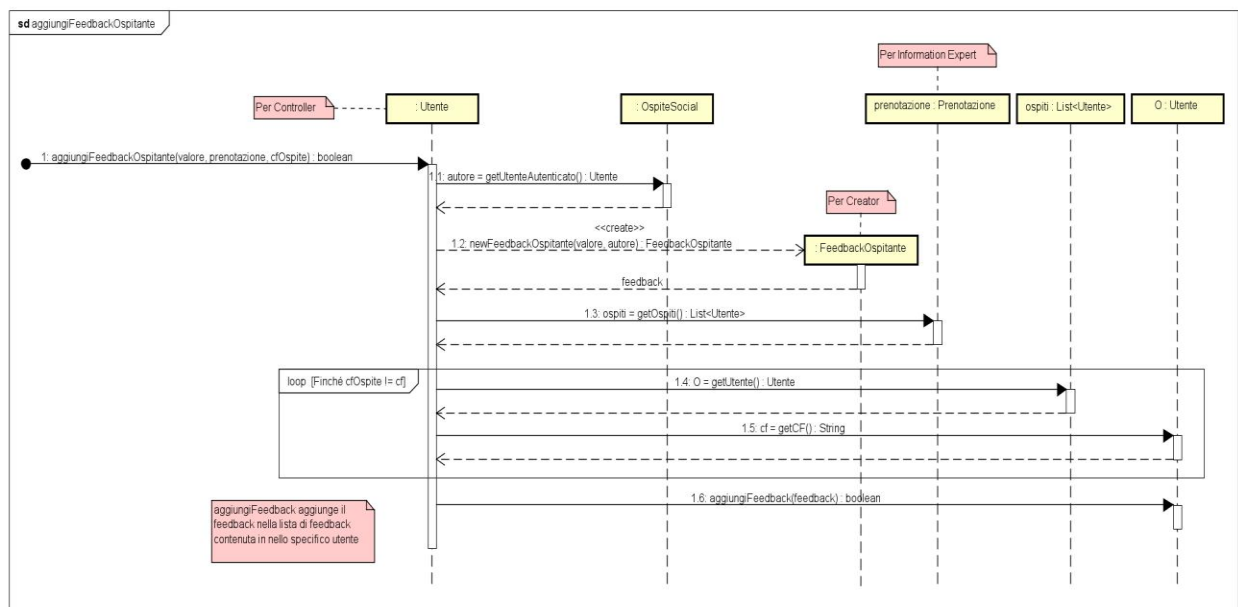 sd aggiungiFeedbackOspitante
Per Information Expert
Per Controller
: Utente
: OspiteSocial
prenotazione : Prenotazione
ospiti : List<Utente>
O : Utente
1: aggiungiFeedbackOspitante(valore, prenotazione, cfOspite) : boolean
1.1: autore = getUtenteAutenticato() : Utente
Per Creator
<<create>>
1.2: newFeedbackOspitante(valore, autore) : FeedbackOspitante
: FeedbackOspitante
feedback
1.3: ospiti = getOspiti() : List<Utente>
loop [Finchè cfOspite != cf]
1.4: O = getUtente() : Utente
1.5: cf = getCF() : String
1.6: aggiungiFeedback(feedback) : boolean
aggiungiFeedback aggiunge il
feedback nella lista di feedback
contenuta in nello specifico utente